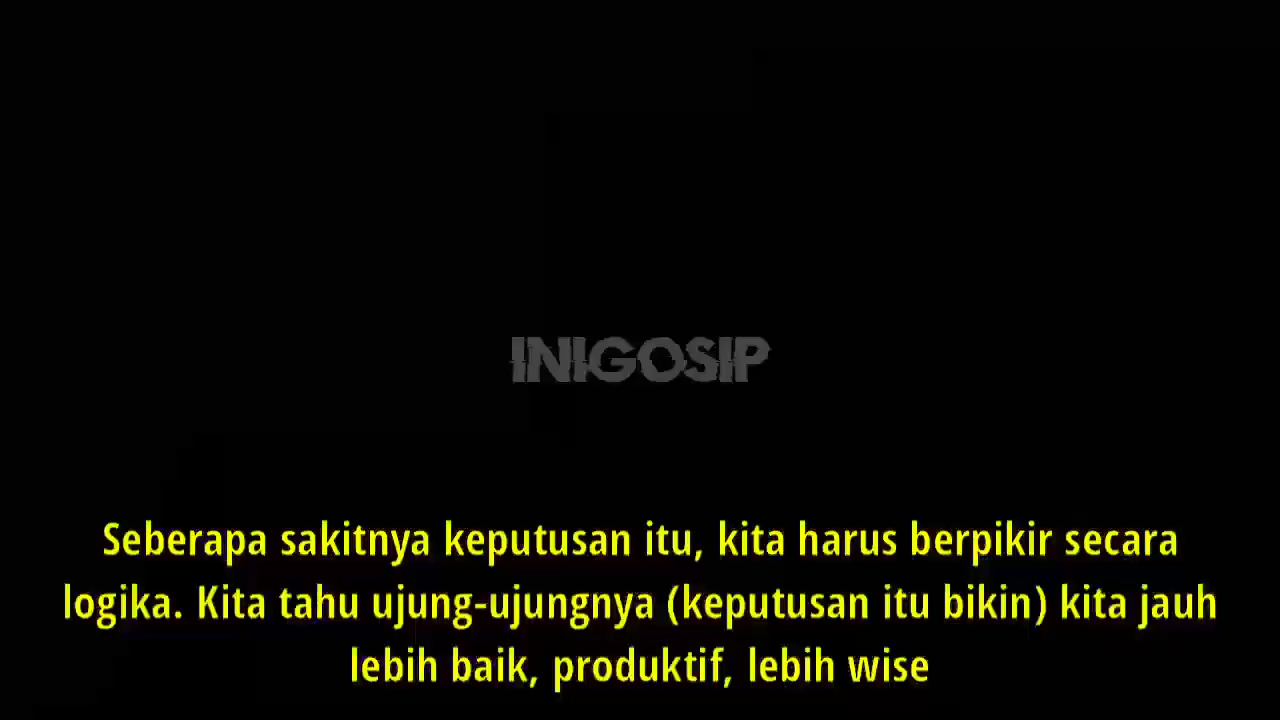 INIGOSIP
Seberapa sakitnya keputusan itu, kita harus berpikir secara
logika. Kita tahu ujung-ujungnya (keputusan itu bikin) kita jauh
lebih baik, produktif, lebih wise